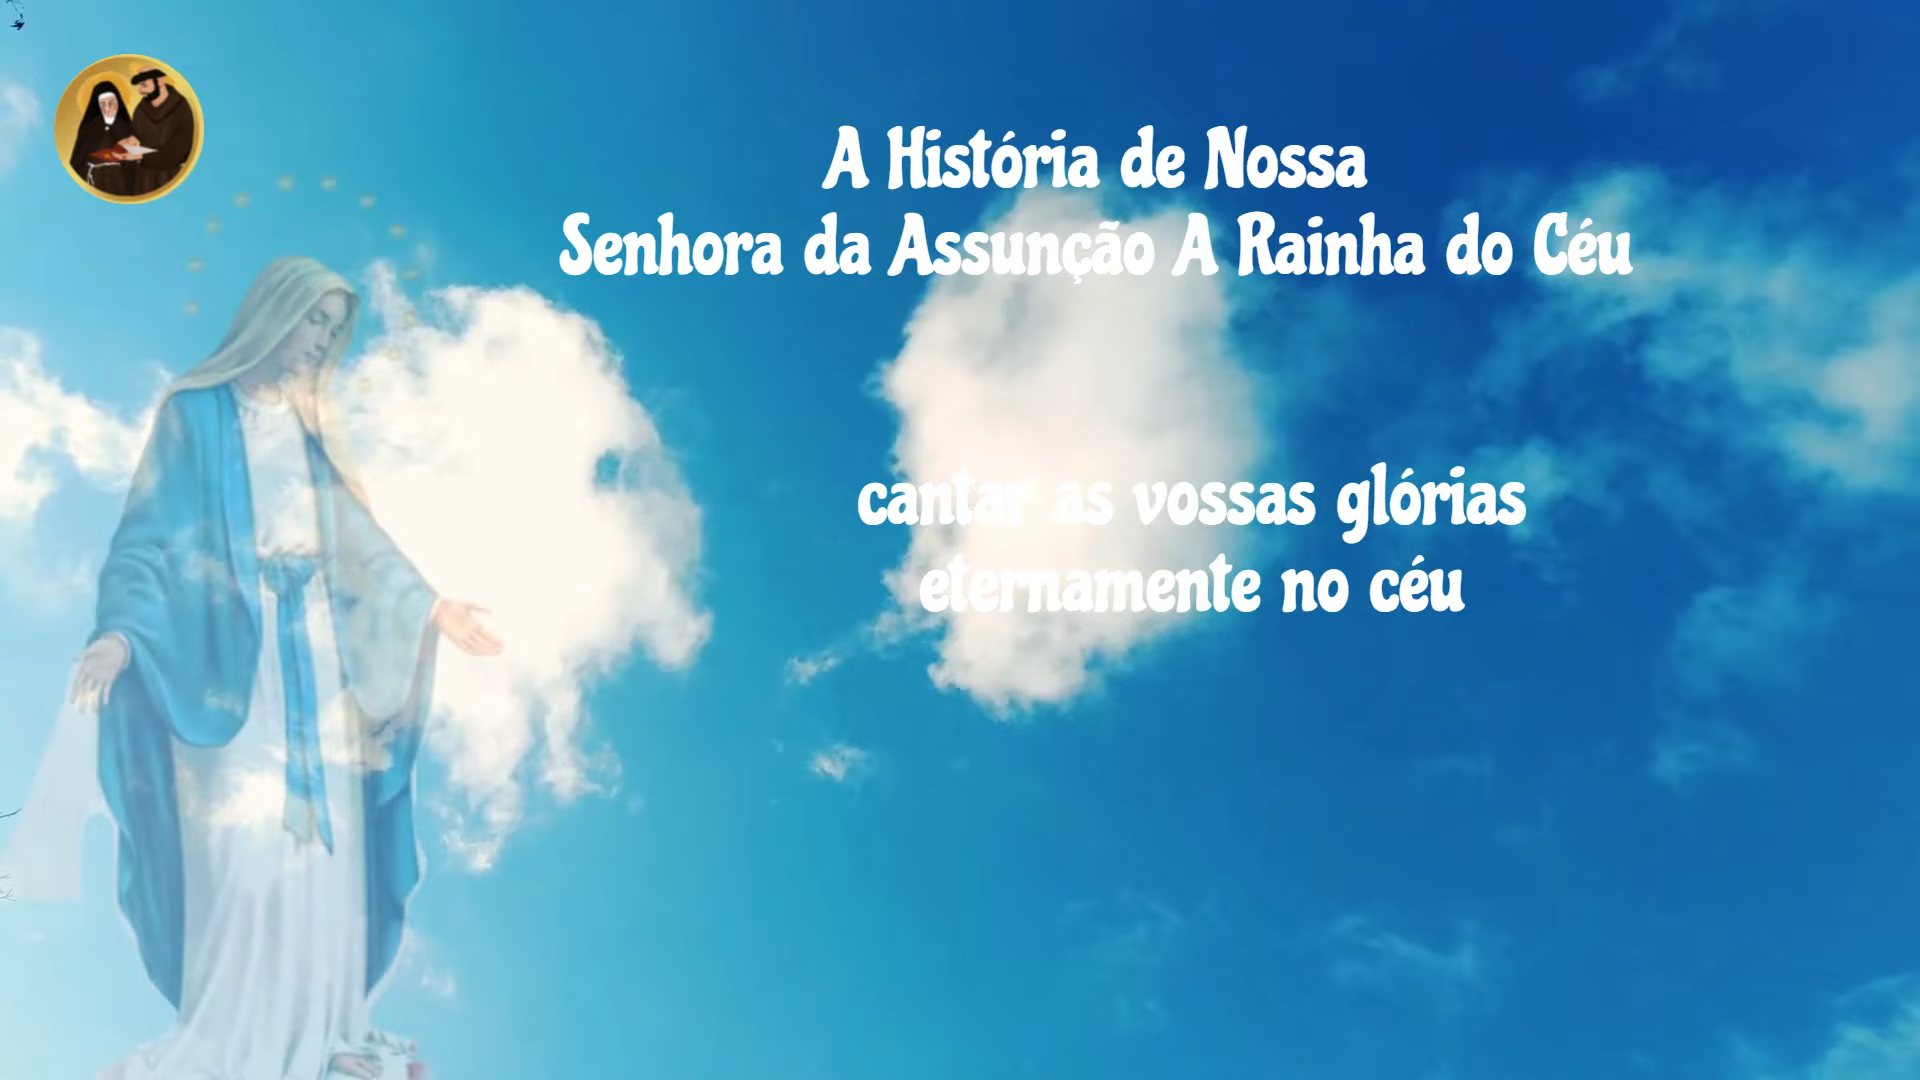 A História de Nossa
Senhora da Assunção A Rainha do Céu
cantar as vossas glórias
eternamente no céu